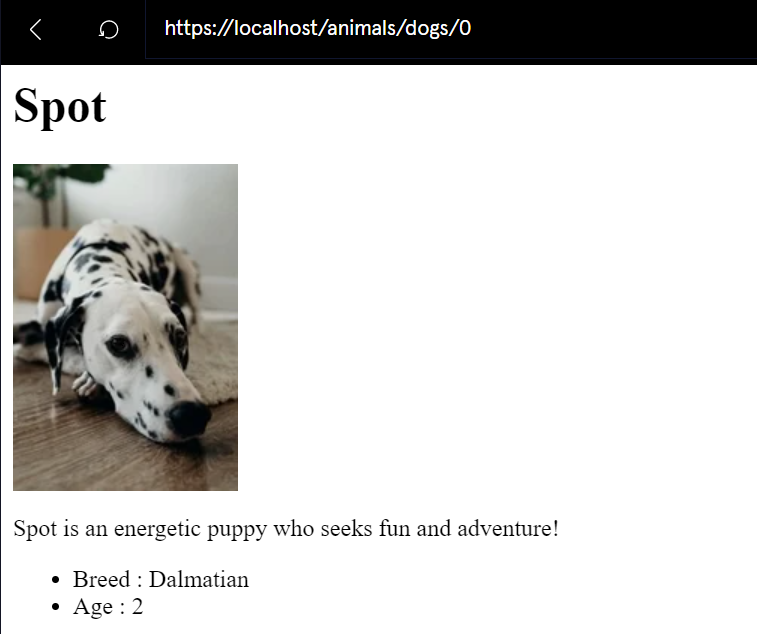 https://localhost/animals/dogs/0
Spot
Spot is an energetic puppy who seeks fun and adventure!
• Breed : Dalmatian
• Age : 2